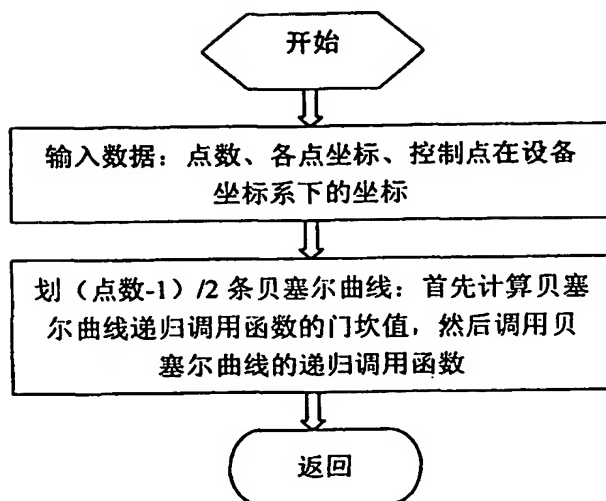 开始
输入数据：点数、各点坐标、控制点在设备
坐标系下的坐标
划（点数-1）/2 条贝塞尔曲线：首先计算贝塞
尔曲线递归调用函数的门坎值，然后调用贝
塞尔曲线的递归调用函数
返回